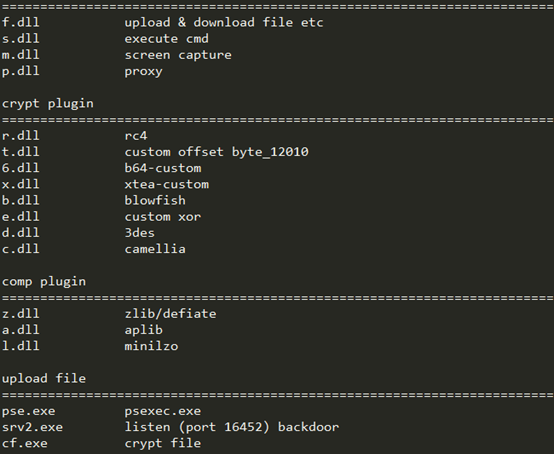 ======================================================================
f.dll upload & download file etc
s.dll execute cmd
m.dll screen capture
p.dll proxy
crypt plugin
======================================================================
r.dll rc4
t.dll custom offset byte_12010
6.dll b64-custom
x.dll xtea-custom
b.dll blowfish
e.dll custom xor
d.dll 3des
c.dll camellia
comp plugin
======================================================================
z.dll zlib/defiate
a.dll aplib
l.dll minilzo
upload file
======================================================================
pse.exe psexec.exe
srv2.exe listen (port 16452) backdoor
cf.exe crypt file